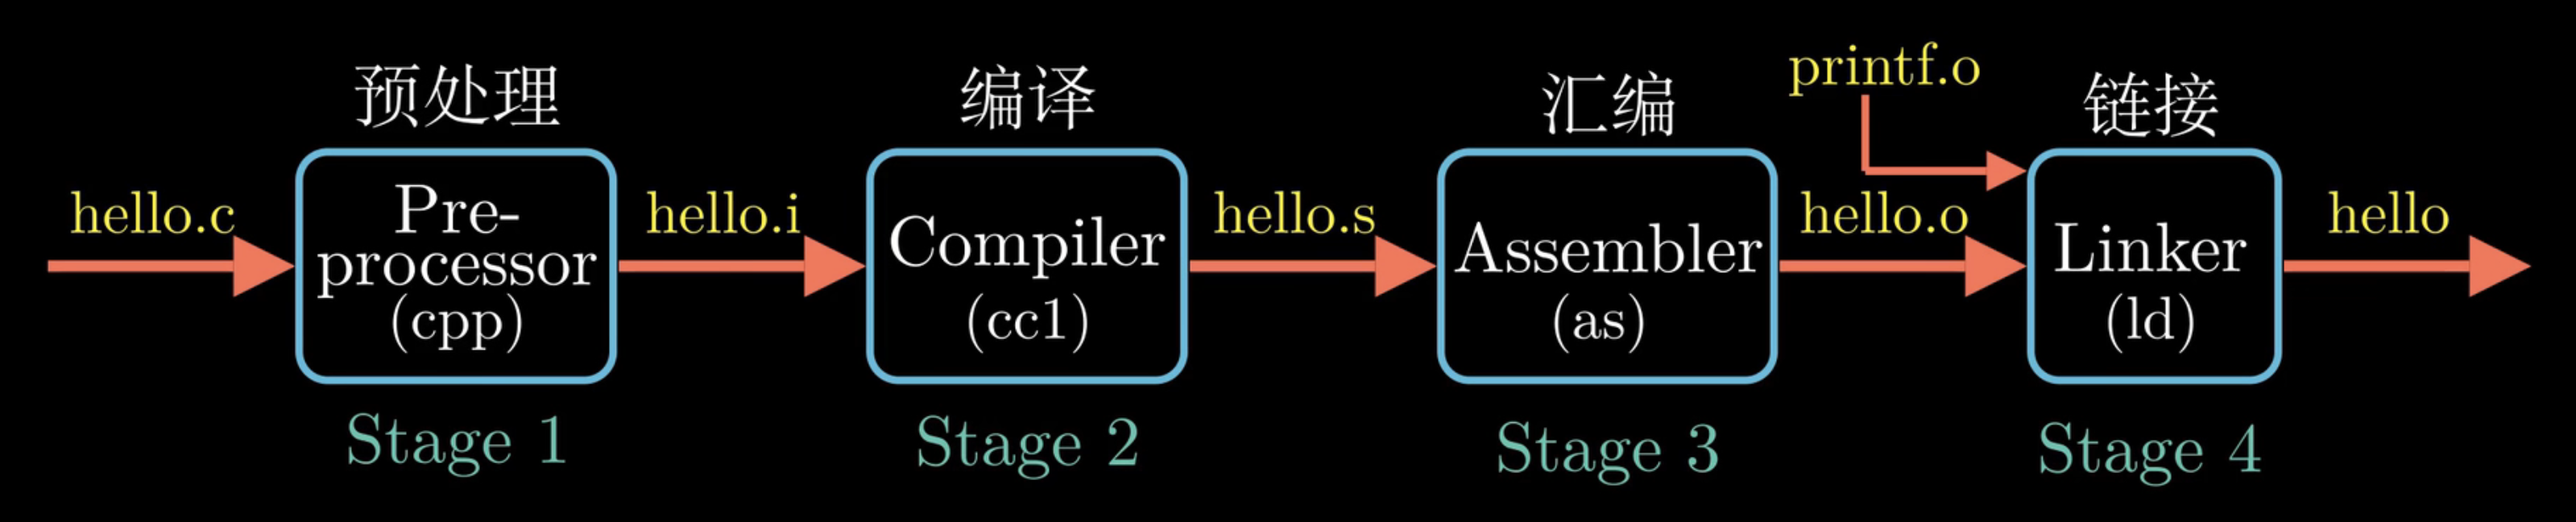 hello.c
预处理
Pre-
processor
(cpp)
Stage 1
hello.i
编译
Compiler
(cc1)
Stage 2
hello.s
汇编
Assembler
(as)
Stage 3
printf.o
hello.o
链接
Linker
(ld)
Stage 4
hello